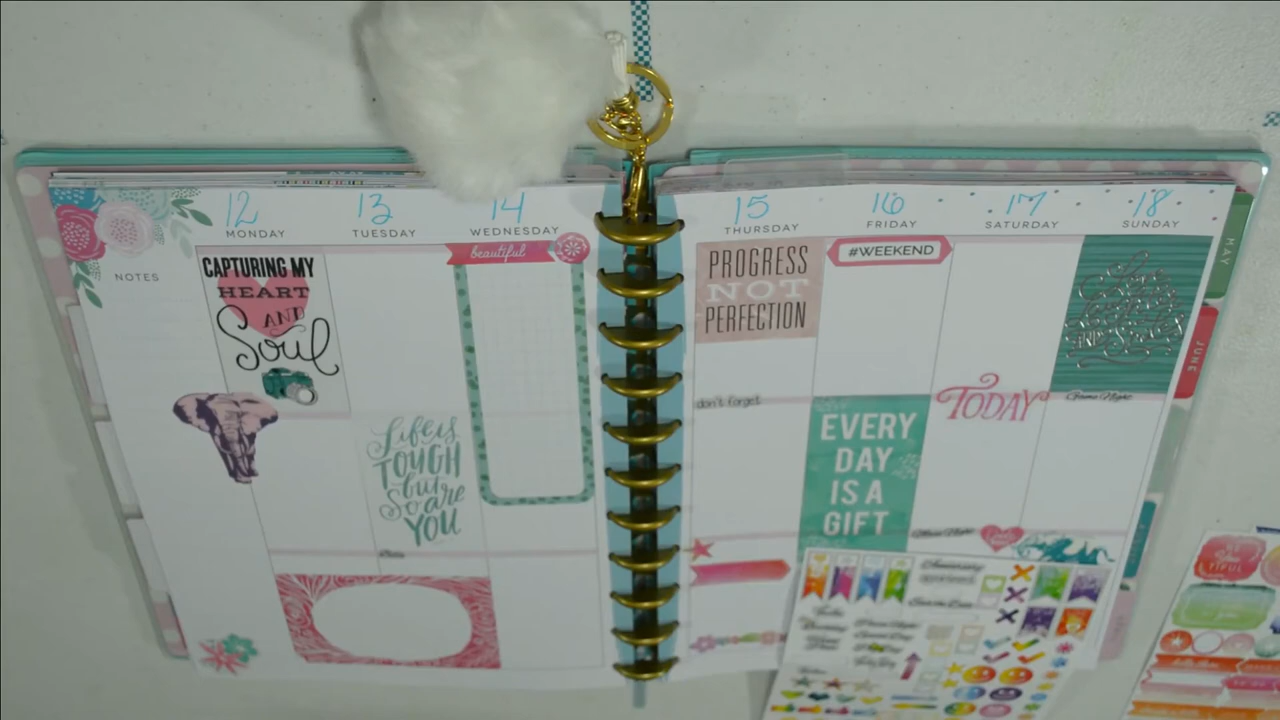 12
MONDAY
13
TUESDAY
14
WEDNESDAY
15
THURSDAY
16
FRIDAY
17
SATURDAY
18
SUNDAY
NOTES
CAPTURING MY
HEART
AND
Soul
beautiful
Life is
TOUGH
but
So are
YOU
PROGRESS
NOT
PERFECTION
#WEEKEND
don't forget
EVERY
DAY
IS A
GIFT
TODAY
Game Night
MAY
JUNE